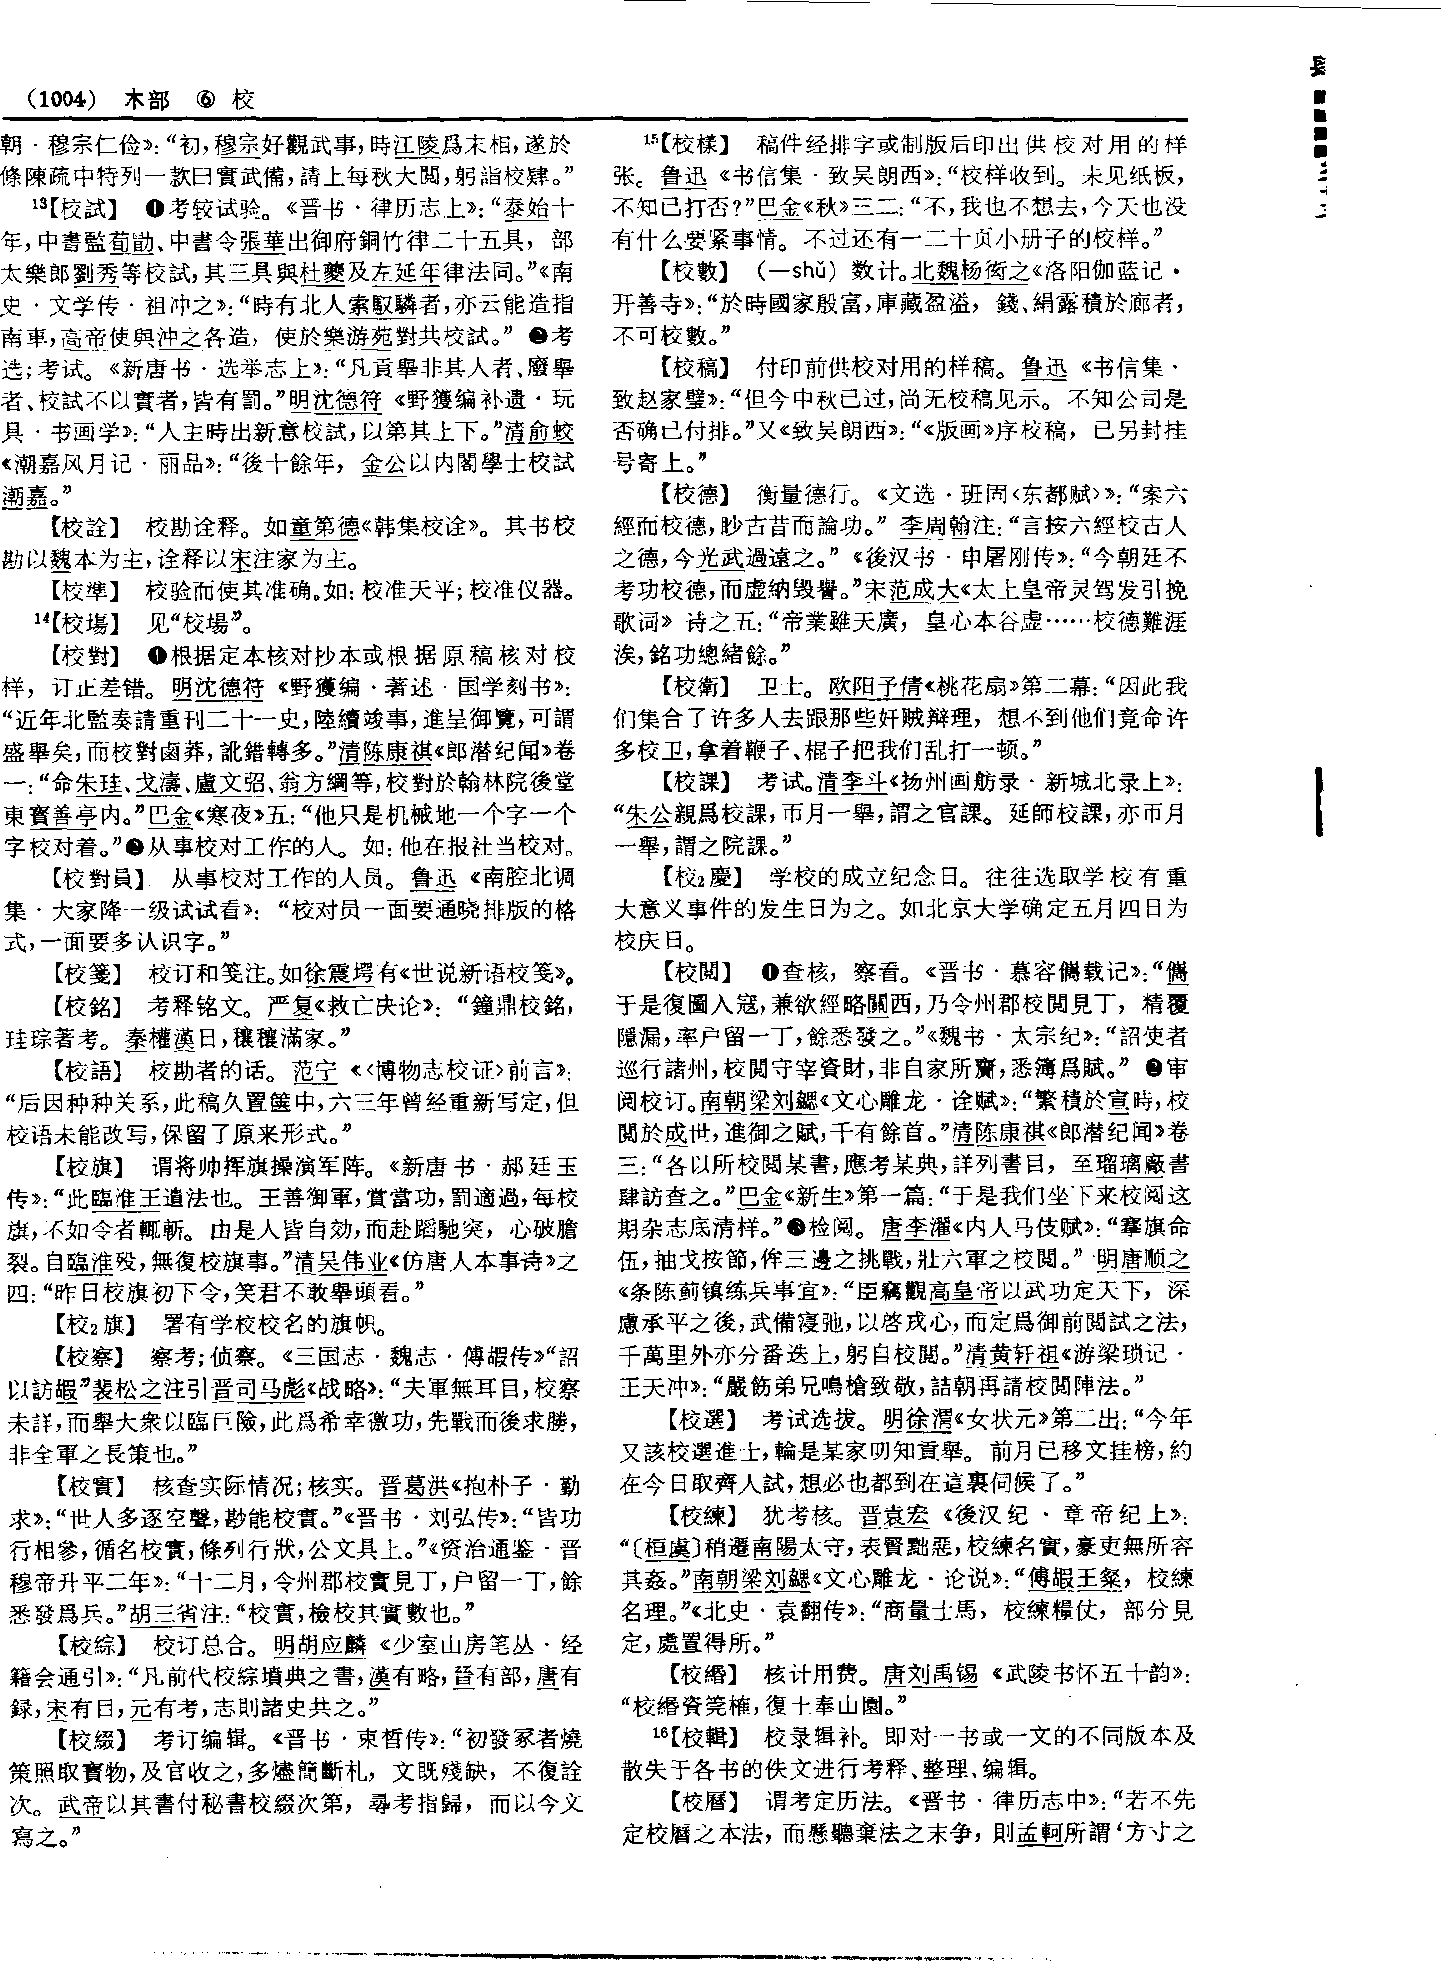 (1004) 木部 ⑥ 校
朝·穆宗仁俭》：“初，穆宗好觀武事，時江陵爲末相，遂於
條陳疏中特列一款曰實武備，請上每秋大閲，躬詣校肄。”
13【校試】 ❶考较试验。《晋书·律历志上》：“泰始十
年，中書監荀勖、中書令張華出御府銅竹律二十五具，部
太樂郎劉秀等校試，其三具與杜夔及左延年律法同。”《南
史·文学传·祖冲之》：“時有北人索馭驎者，亦云能造指
南車，高帝使與沖之各造，使於樂游苑對共校試。” ❷考
选；考试。《新唐书·选举志上》：“凡貢舉非其人者、廢舉
者、校試不以實者，皆有罰。”明沈德符《野獲编补遗·玩
具·书画学》：“人主時出新意校試，以第其上下。”清俞蛟
《潮嘉风月记·丽品》：“後十餘年，金公以内閣學士校試
潮嘉。”
【校詮】 校勘诠释。如童第德《韩集校诠》。其书校
勘以魏本为主，诠释以宋注家为主。
【校準】 校验而使其准确。如：校准天平；校准仪器。
14【校塲】 见“校場”。
【校對】 ❶根据定本核对抄本或根据原稿核对校
样，订正差错。明沈德符《野獲编·著述·国学刻书》：
“近年北監奏請重刊二十一史，陸續竣事，進呈御覽，可謂
盛舉矣，而校對鹵莽，訛錯轉多。”清陈康祺《郎潜纪闻》卷
一：“命朱珪、戈濤、盧文弨、翁方綱等，校對於翰林院後堂
東寶善亭内。”巴金《寒夜》五：“他只是机械地一个字一个
字校对着。”❷从事校对工作的人。如：他在报社当校对。
【校對員】 从事校对工作的人员。鲁迅《南腔北调
集·大家降一级试试看》：“校对员一面要通晓排版的格
式，一面要多认识字。”
【校箋】 校订和笺注。如徐震堮有《世说新语校笺》。
【校銘】 考释铭文。严复《救亡决论》：“鐘鼎校銘，
珪琮著考。秦權漢日，穰穰滿家。”
【校語】 校勘者的话。范宁《〈博物志校证〉前言》：
“后因种种关系，此稿久置箧中，六三年曾经重新写定，但
校语未能改写，保留了原来形式。”
【校旗】 谓将帅挥旗操演军阵。《新唐书·郝廷玉
传》：“此臨淮王遺法也。王善御軍，賞當功，罰適過，每校
旗，不如令者輒斬。由是人皆自効，而赴蹈馳突，心破膽
裂。自臨淮殁，無復校旗事。”清吴伟业《仿唐人本事诗》之
四：“昨日校旗初下令，笑君不敢舉頭看。”
【校₂旗】 署有学校校名的旗帜。
【校察】 察考；侦察。《三国志·魏志·傅嘏传》“詔
以訪嘏”裴松之注引晋司马彪《战略》：“夫軍無耳目，校察
未詳，而舉大衆以臨巨險，此爲希幸徼功，先戰而後求勝，
非全軍之長策也。”
【校實】 核查实际情况；核实。晋葛洪《抱朴子·勤
求》：“世人多逐空聲，尠能校實。”《晋书·刘弘传》：“皆功
行相參，循名校實，條列行狀，公文具上。”《资治通鉴·晋
穆帝升平二年》：“十二月，令州郡校實見丁，户留一丁，餘
悉發爲兵。”胡三省注：“校實，檢校其實數也。”
【校綜】 校订总合。明胡应麟《少室山房笔丛·经
籍会通引》：“凡前代校綜墳典之書，漢有略，晉有部，唐有
録，宋有目，元有考，志則諸史共之。”
【校綴】 考订编辑。《晋书·束晳传》：“初發冢者燒
策照取寶物，及官收之，多燼簡斷札，文既殘缺，不復詮
次。武帝以其書付秘書校綴次第，尋考指歸，而以今文
寫之。”
15【校樣】 稿件经排字或制版后印出供校对用的样
张。鲁迅《书信集·致吴朗西》：“校样收到。未见纸板，
不知已打否？”巴金《秋》三二：“不，我也不想去，今天也没
有什么要紧事情。不过还有一二十页小册子的校样。”
【校數】 （—shǔ）数计。北魏杨衒之《洛阳伽蓝记·
开善寺》：“於時國家殷富，庫藏盈溢，錢、絹露積於廊者，
不可校數。”
【校稿】 付印前供校对用的样稿。鲁迅《书信集·
致赵家璧》：“但今中秋已过，尚无校稿见示。不知公司是
否确已付排。”又《致吴朗西》：“《版画》序校稿，已另封挂
号寄上。”
【校德】 衡量德行。《文选·班固〈东都赋〉》：“案六
經而校德，眇古昔而論功。”李周翰注：“言按六經校古人
之德，今光武過遠之。”《後汉书·申屠刚传》：“今朝廷不
考功校德，而虚納毁譽。”宋范成大《太上皇帝灵驾发引挽
歌词》诗之五：“帝業雖天廣，皇心本谷虚……校德難涯
涘，銘功總緒餘。”
【校衛】 卫士。欧阳予倩《桃花扇》第二幕：“因此我
们集合了许多人去跟那些奸贼辩理，想不到他们竟命许
多校卫，拿着鞭子、棍子把我们乱打一顿。”
【校課】 考试。清李斗《扬州画舫录·新城北录上》：
“朱公親爲校課，帀月一舉，謂之官課。延師校課，亦帀月
一舉，謂之院課。”
【校₂慶】 学校的成立纪念日。往往选取学校有重
大意义事件的发生日为之。如北京大学确定五月四日为
校庆日。
【校閲】 ❶查核，察看。《晋书·慕容儁载记》：“儁
于是復圖入寇，兼欲經略關西，乃令州郡校閲見丁，精覆
隱漏，率户留一丁，餘悉發之。”《魏书·太宗纪》：“詔使者
巡行諸州，校閲守宰資財，非自家所齎，悉簿爲贓。” ❷审
阅校订。南朝梁刘勰《文心雕龙·诠赋》：“繁積於宣時，校
閲於成世，進御之賦，千有餘首。”清陈康祺《郎潜纪闻》卷
三：“各以所校閲某書，應考某典，詳列書目，至瑠璃廠書
肆訪查之。”巴金《新生》第一篇：“于是我们坐下来校阅这
期杂志底清样。”❸检阅。唐李濯《内人马伎赋》：“搴旗命
伍，抽戈按節，侔三邊之挑戰，壯六軍之校閲。”明唐顺之
《条陈蓟镇练兵事宜》：“臣竊觀高皇帝以武功定天下，深
慮承平之後，武備寖弛，以啓戎心，而定爲御前閲試之法，
千萬里外亦分番迭上，躬自校閲。”清黄轩祖《游梁琐记·
王天冲》：“嚴飭弟兄鳴槍致敬，詰朝再請校閲陣法。”
【校選】 考试选拔。明徐渭《女状元》第二出：“今年
又該校選進士，輪是某家叨知貢舉。前月已移文挂榜，約
在今日取齊人試，想必也都到在這裏伺候了。”
【校練】 犹考核。晋袁宏《後汉纪·章帝纪上》：
“〔桓虞〕稍遷南陽太守，表賢黜惡，校練名實，豪吏無所容
其姦。”南朝梁刘勰《文心雕龙·论说》：“傅嘏王粲，校練
名理。”《北史·袁翻传》：“商量士馬，校練糧仗，部分見
定，處置得所。”
【校緡】 核计用费。唐刘禹锡《武陵书怀五十韵》：
“校緡資筦榷，復土奉山園。”
16【校輯】 校录辑补。即对一书或一文的不同版本及
散失于各书的佚文进行考释、整理、编辑。
【校曆】 谓考定历法。《晋书·律历志中》：“若不先
定校曆之本法，而懸聽棄法之末争，則孟軻所謂‘方寸之